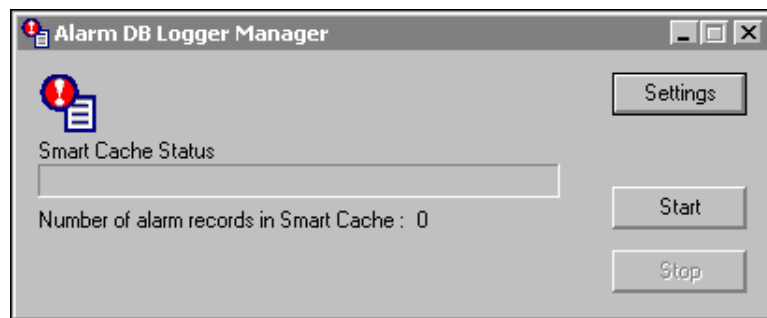 Alarm DB Logger Manager
Settings
Smart Cache Status
Number of alarm records in Smart Cache : 0
Start
Stop